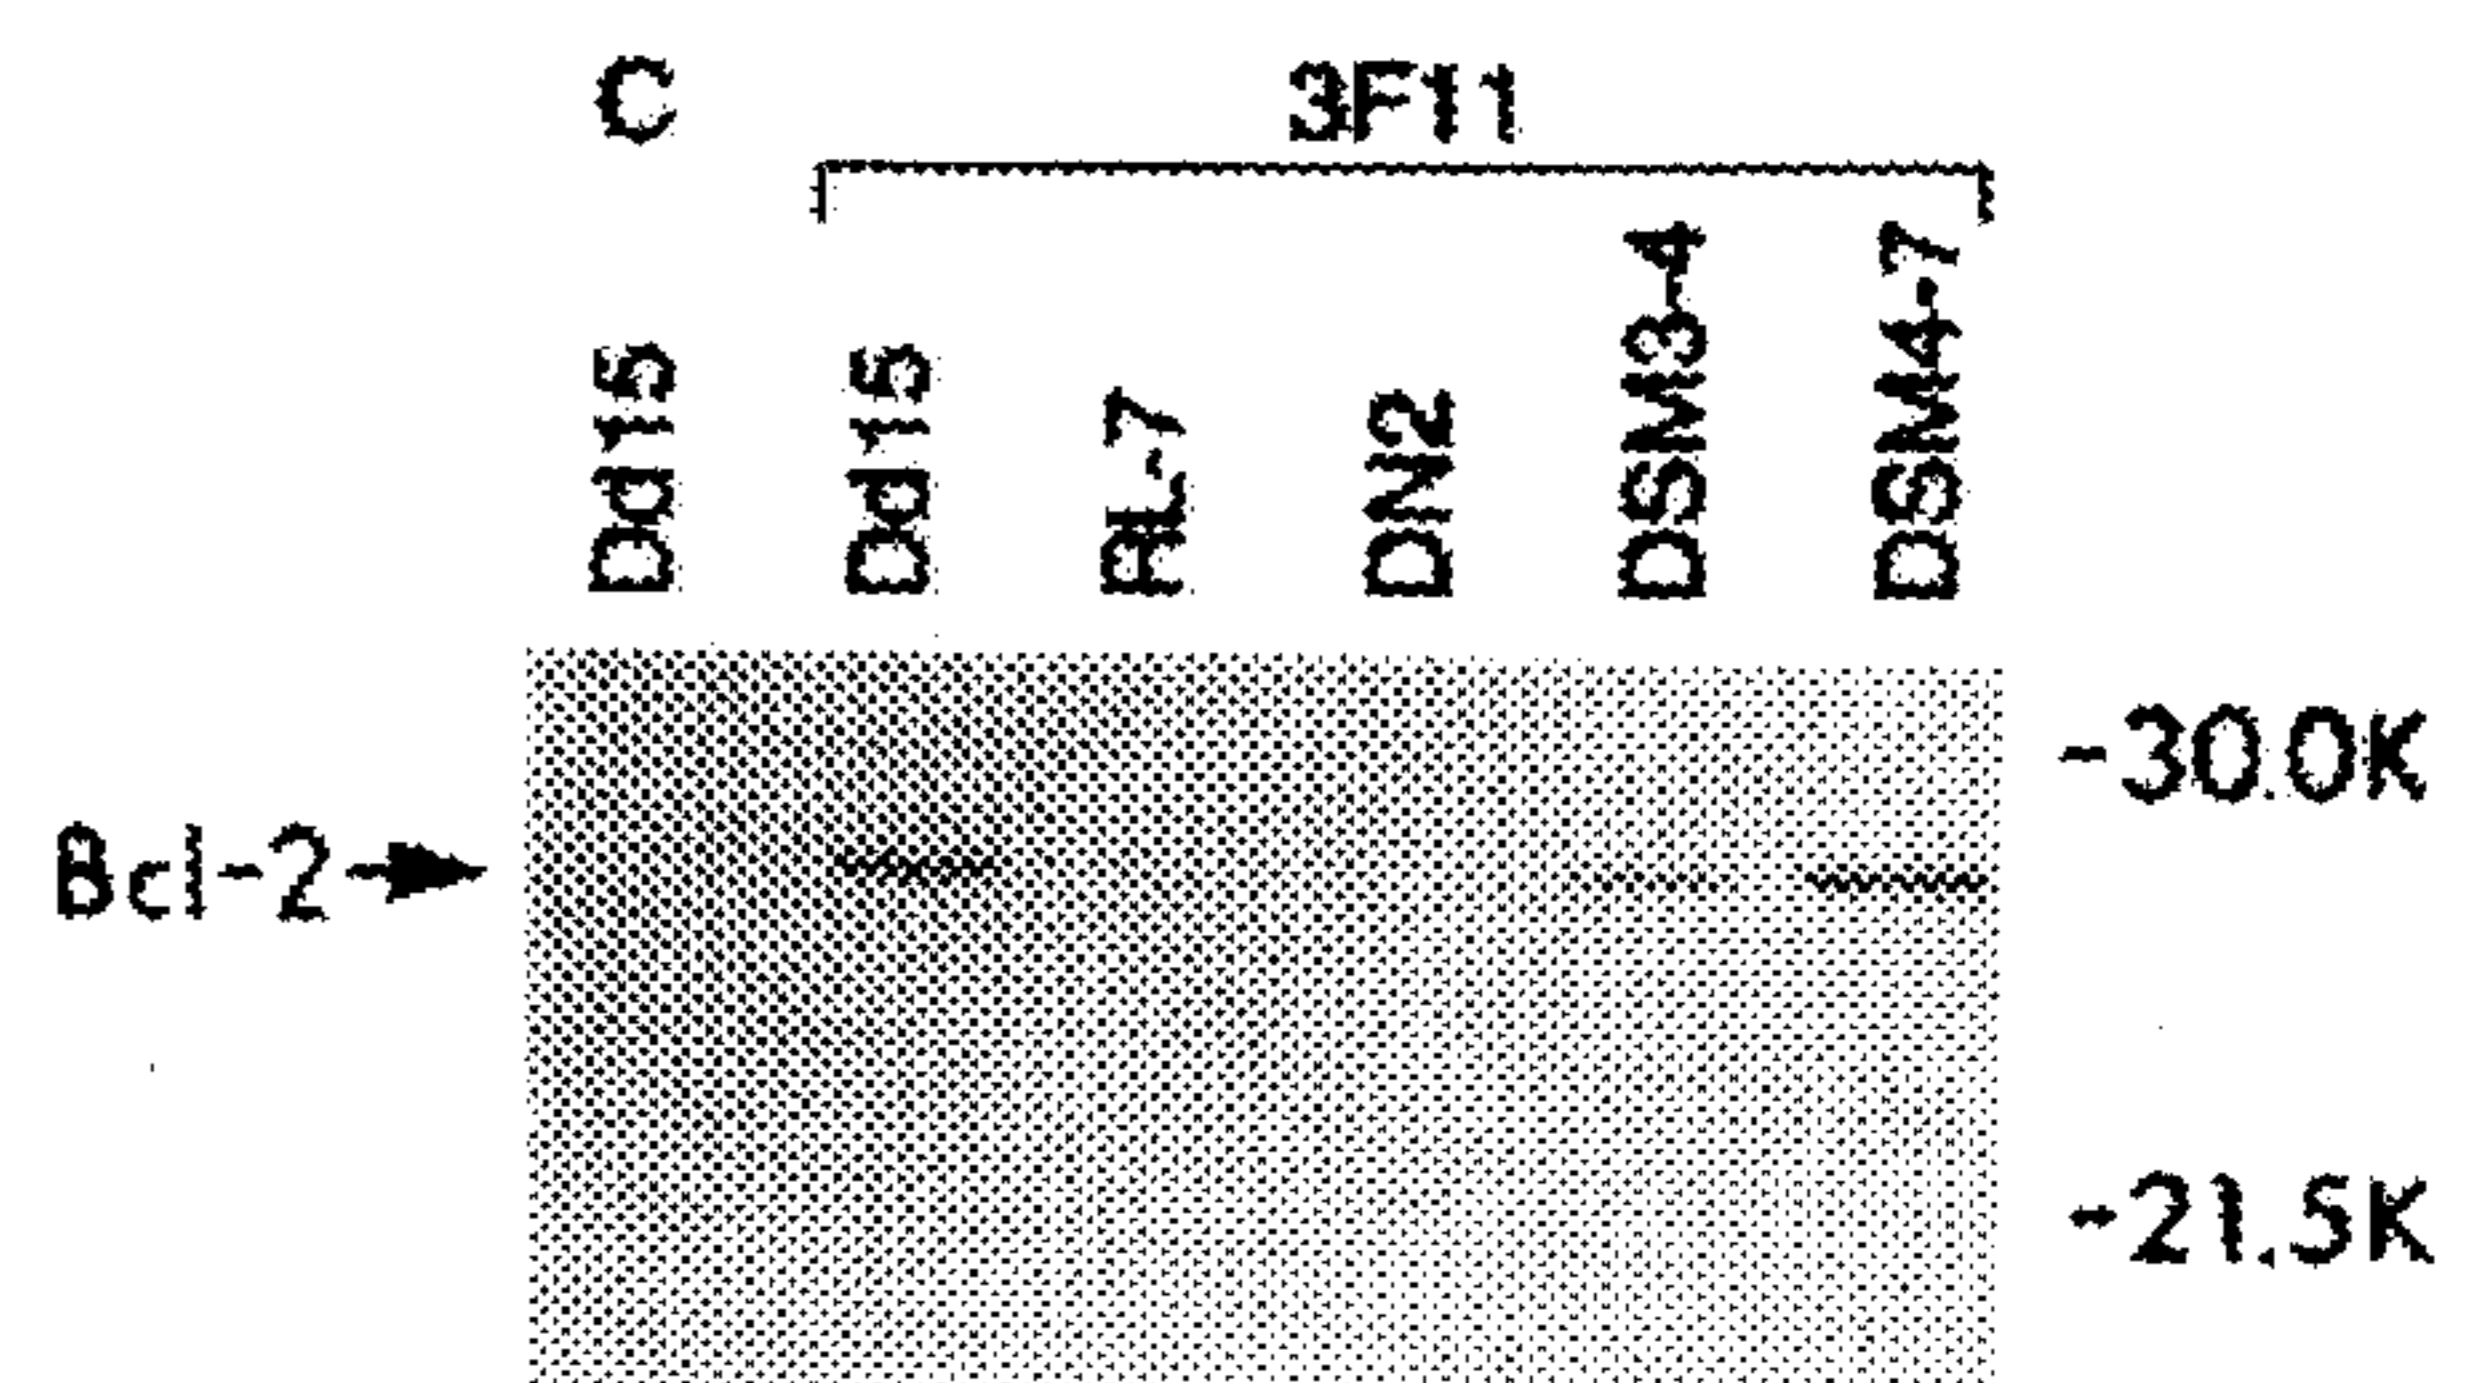 C 3F11
Dd15 Dd15 RL-7 DN2 DSM3-4 DSM4-7
-30.0K
Bcl-2
-21.5K